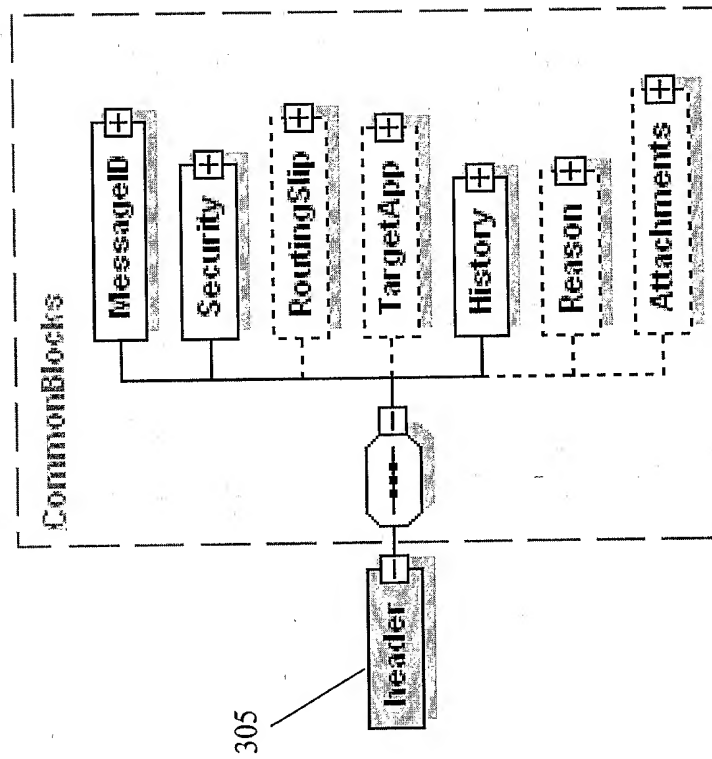 CommonBlocks
MessageID
Security
RoutingSlip
TargetApp
History
Reason
Attachments
header
305